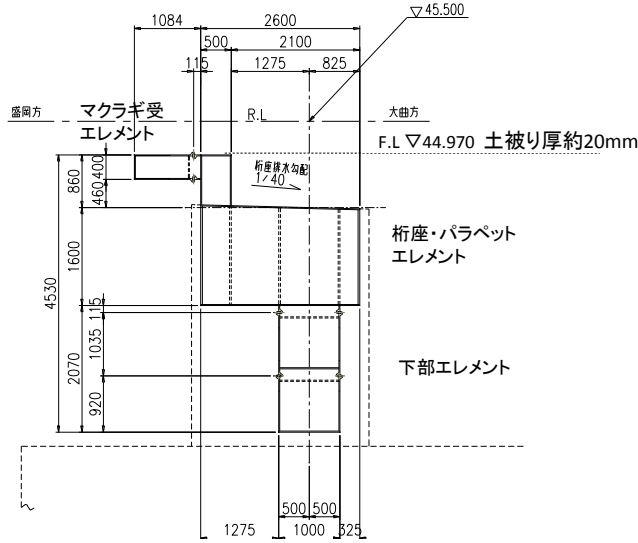 1084
2600
▽45.500
500
2100
115
1275
825
盛岡方
マクラギ受
エレメント
R.L
大曲方
F.L ▽44.970 土被り厚約20mm
桁座排水勾配
1/40
400
860
460
桁座・パラペット
エレメント
1600
4530
115
1035
2070
下部エレメント
920
500
500
1275
1000
325